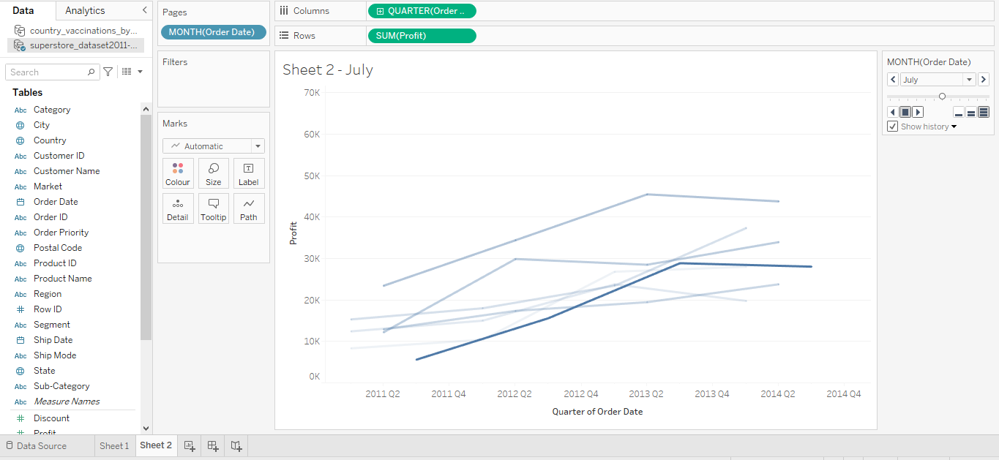 Data
Analytics
country_vaccinations_by...
superstore_dataset2011-...
Search
Tables
Abc Category
City
Country
Abc Customer ID
Abc Customer Name
Abc Market
Order Date
Abc Order ID
Abc Order Priority
Postal Code
Abc Product ID
Abc Product Name
Abc Region
Row ID
Abc Segment
Ship Date
Abc Ship Mode
State
Abc Sub-Category
Abc Measure Names
Discount
Profit
Pages
MONTH(Order Date)
Filters
Marks
Automatic
Colour Size Label
Detail Tooltip Path
Columns QUARTER(Order ..
Rows SUM(Profit)
Sheet 2 - July
70K
60K
50K
40K
30K
20K
10K
0K
Profit
2011 Q2 2011 Q4 2012 Q2 2012 Q4 2013 Q2 2013 Q4 2014 Q2 2014 Q4
Quarter of Order Date
MONTH(Order Date)
July
Show history
Data Source Sheet 1 Sheet 2